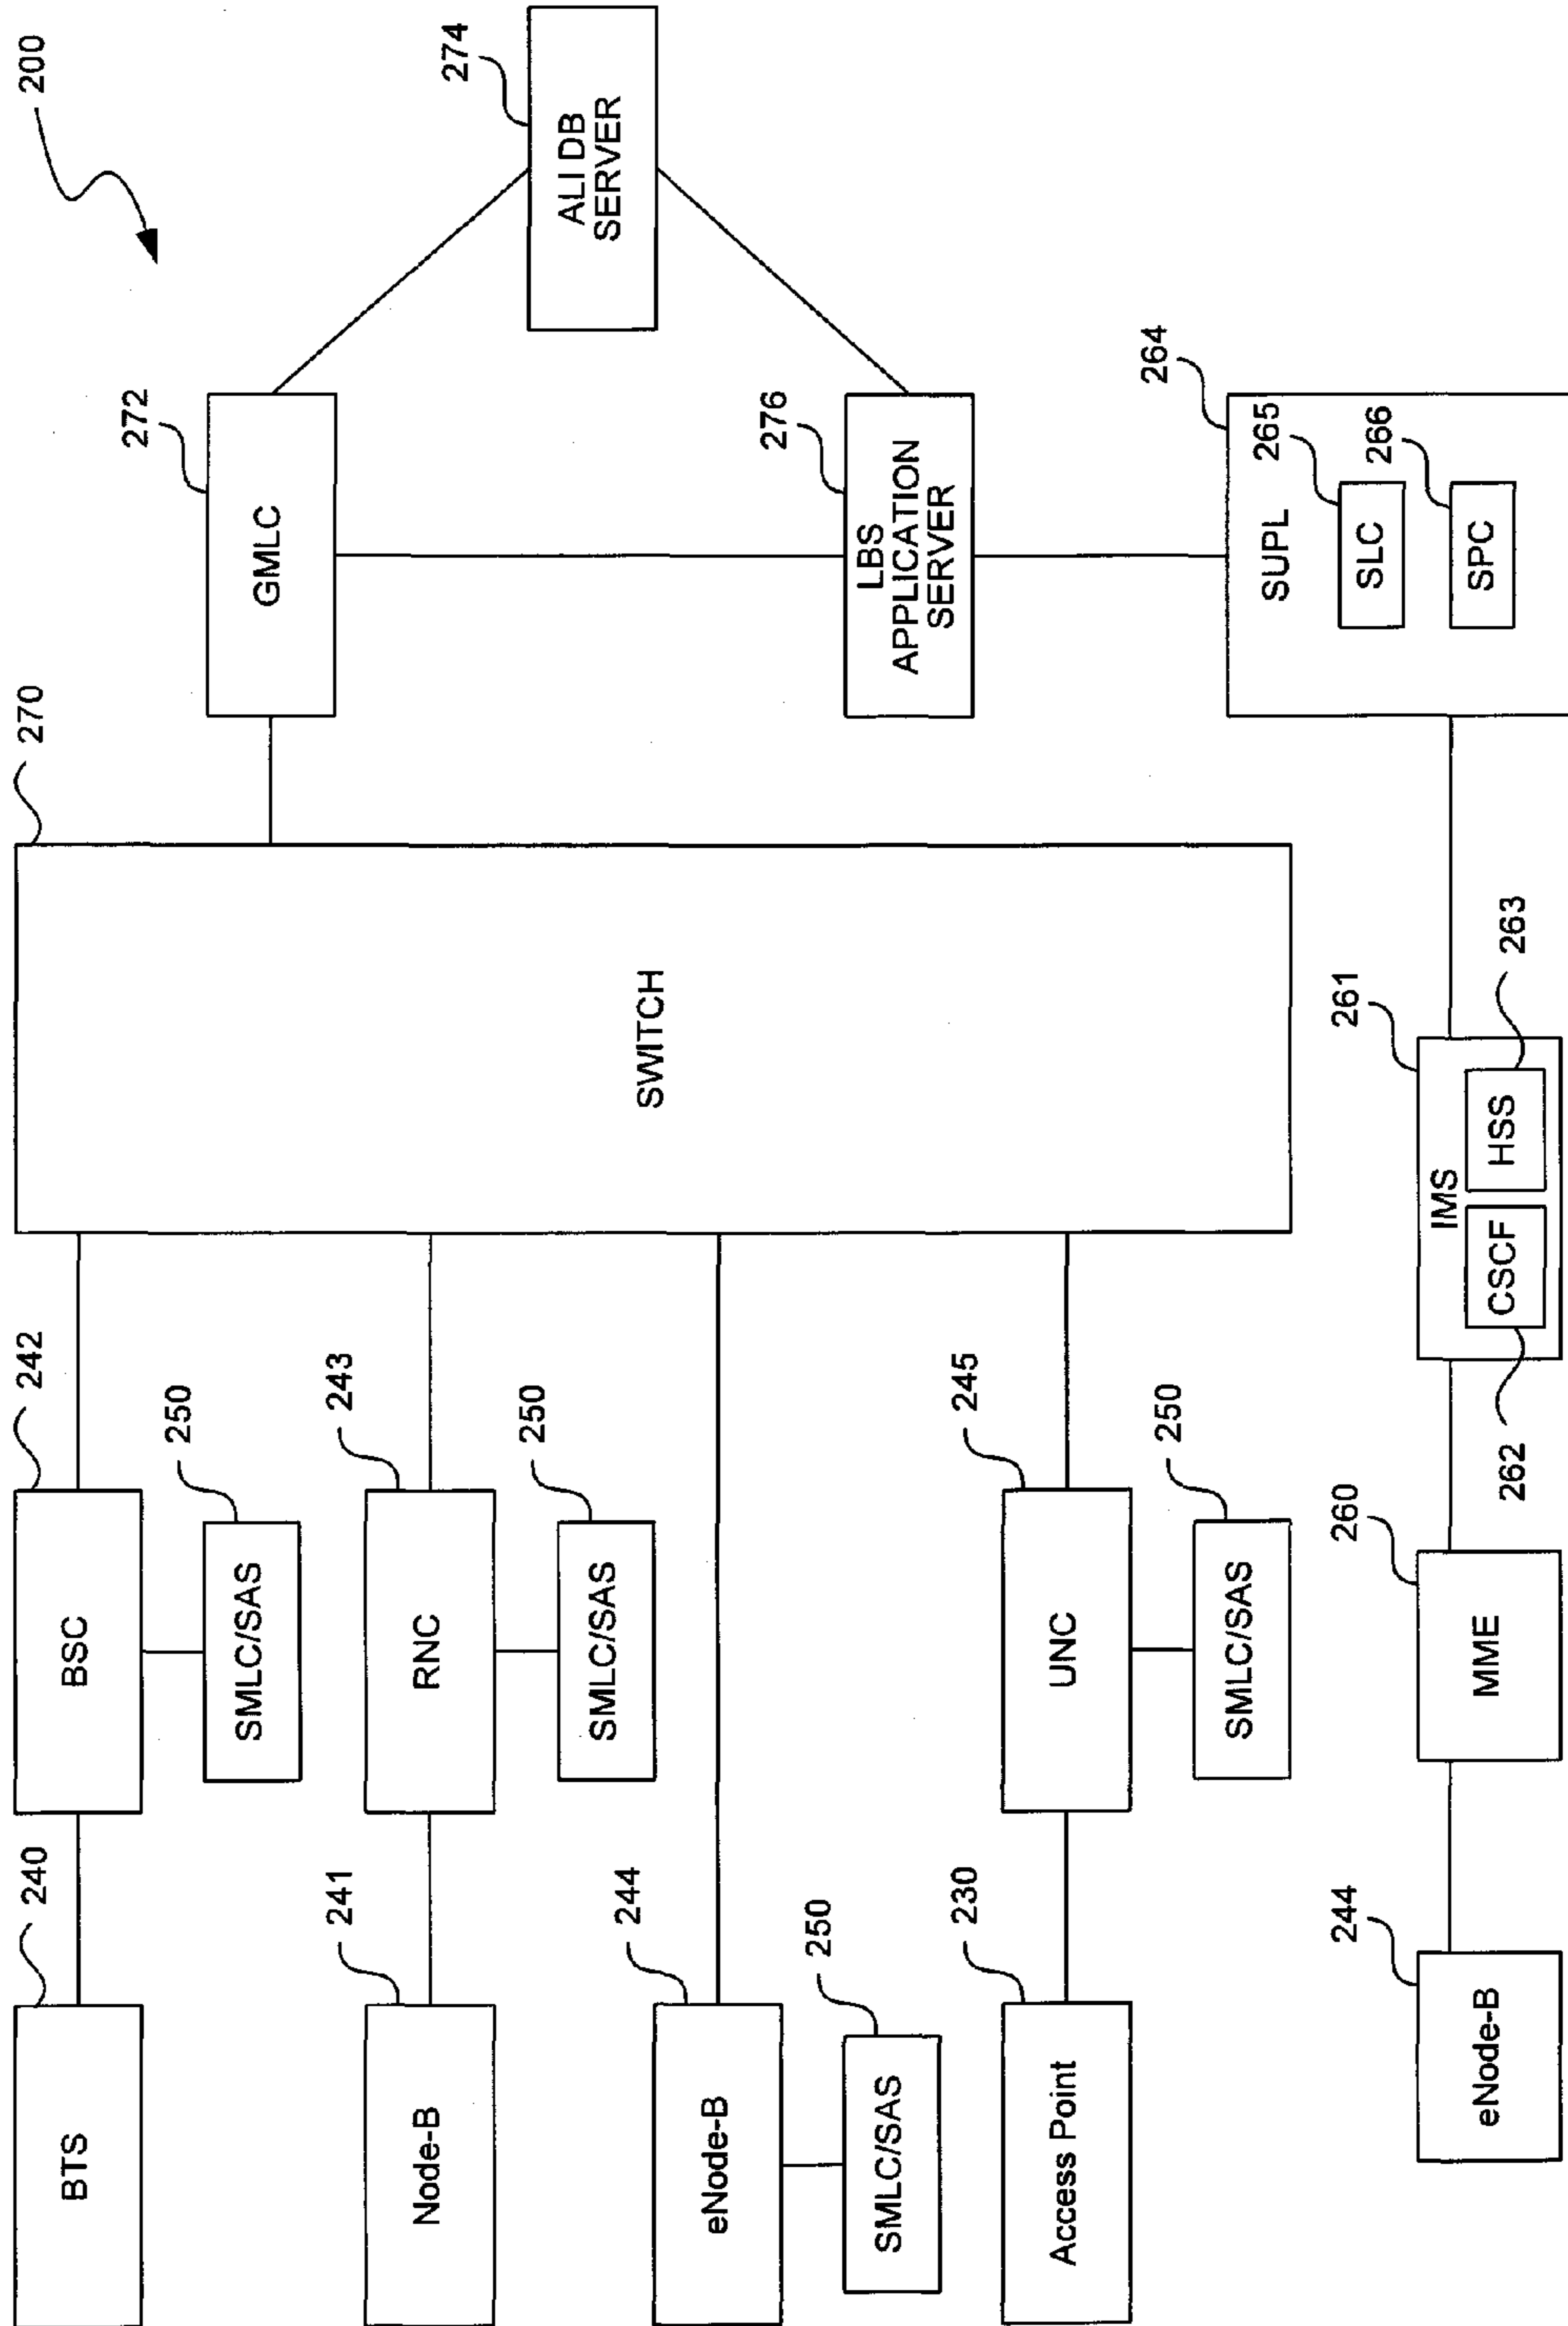 200
270
272
GMLC
274
ALI DB
SERVER
240
BTS
242
BSC
250
SMLC/SAS
241
Node-B
243
RNC
250
SMLC/SAS
SWITCH
276
LBS
APPLICATION
SERVER
244
eNode-B
250
SMLC/SAS
230
Access Point
245
UNC
250
SMLC/SAS
264
SUPL
265
SLC
266
SPC
244
eNode-B
260
MME
261
IMS
262
CSCF
HSS
263